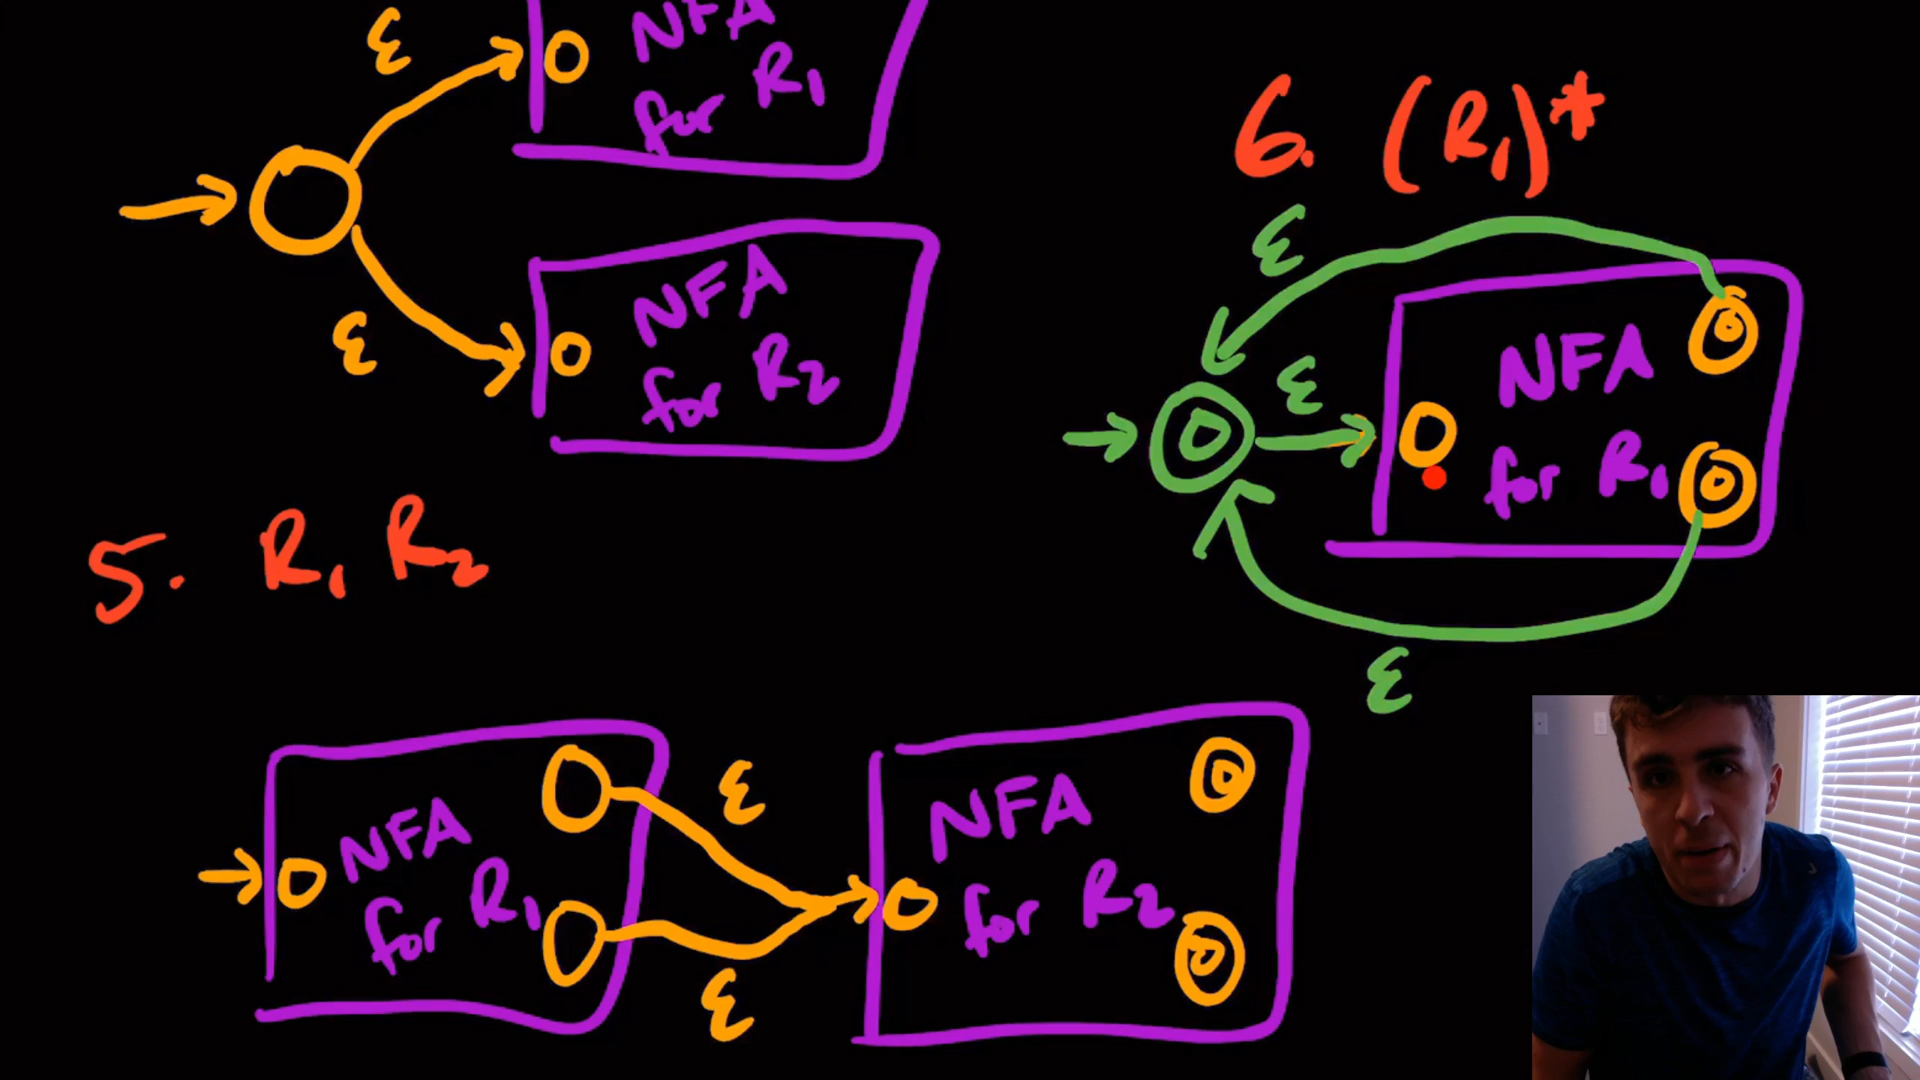 ε
NFA
for R₁
ε
NFA
for R₂
5. R₁ R₂
NFA
for R₁
ε
ε
NFA
for R₂
6. (R₁)*
ε
ε
NFA
for R₁
ε